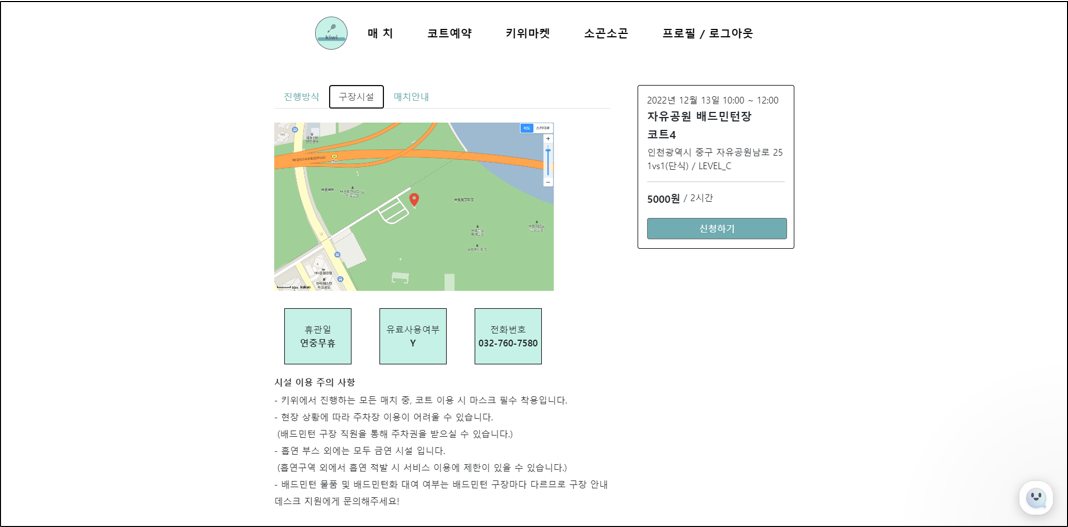 kiwi
매 치
코트예약
키위마켓
소곤소곤
프로필 / 로그아웃
진행방식
구장시설
매치안내
휴관일
연중무휴
유료사용여부
Y
전화번호
032-760-7580
시설 이용 주의 사항
- 키위에서 진행하는 모든 매치 중, 코트 이용 시 마스크 필수 착용입니다.
- 현장 상황에 따라 주차장 이용이 어려울 수 있습니다.
(배드민턴 구장 직원을 통해 주차권을 받으실 수 있습니다.)
- 흡연 부스 외에는 모두 금연 시설 입니다.
(흡연구역 외에서 흡연 적발 시 서비스 이용에 제한이 있을 수 있습니다.)
- 배드민턴 물품 및 배드민턴화 대여 여부는 배드민턴 구장마다 다르므로 구장 안내
데스크 지원에게 문의해주세요!
2022년 12월 13일 10:00 ~ 12:00
자유공원 배드민턴장
코트4
인천광역시 중구 자유공원남로 25
1vs1(단식) / LEVEL_C
5000원 / 2시간
신청하기